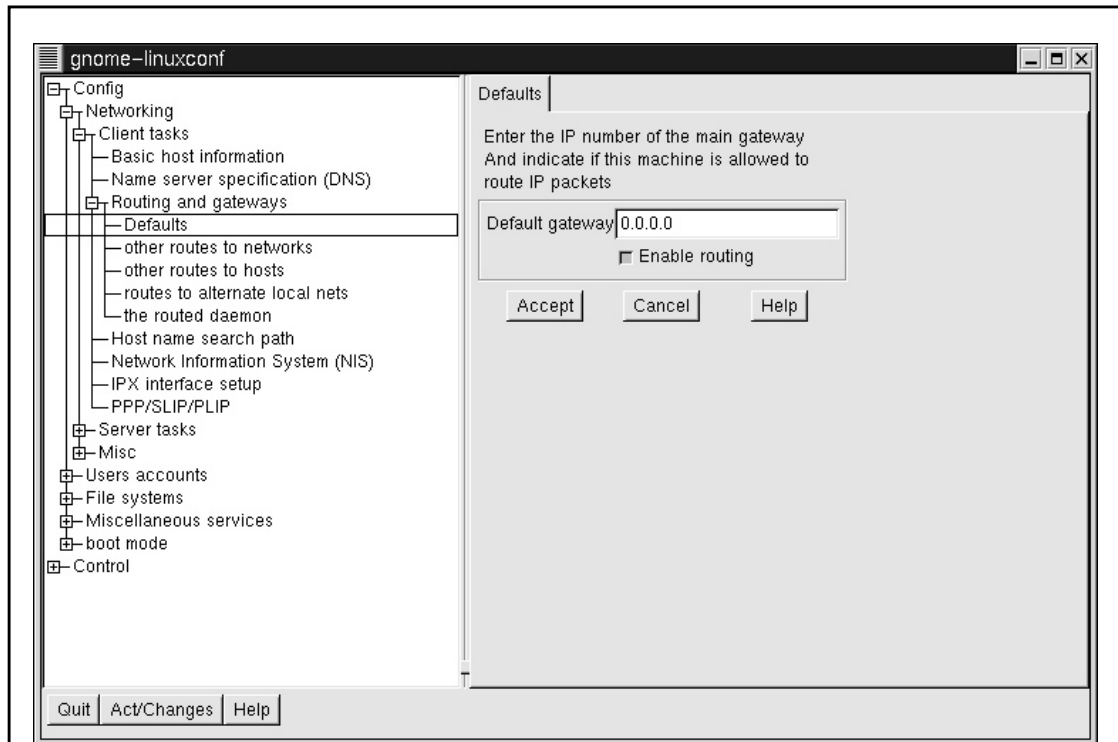 gnome-linuxconf
Config
Networking
Client tasks
Basic host information
Name server specification (DNS)
Routing and gateways
Defaults
other routes to networks
other routes to hosts
routes to alternate local nets
the routed daemon
Host name search path
Network Information System (NIS)
IPX interface setup
PPP/SLIP/PLIP
Server tasks
Misc
Users accounts
File systems
Miscellaneous services
boot mode
Control
Defaults
Enter the IP number of the main gateway
And indicate if this machine is allowed to
route IP packets
Default gateway 0.0.0.0
Enable routing
Accept Cancel Help
Quit Act/Changes Help